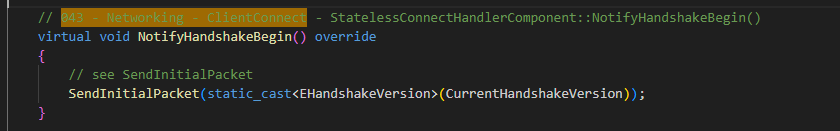 // 043 - Networking - ClientConnect - StatelessConnectHandlerComponent::NotifyHandshakeBegin()
virtual void NotifyHandshakeBegin() override
{
// see SendInitialPacket
SendInitialPacket(static_cast<EHandshakeVersion>(CurrentHandshakeVersion));
}